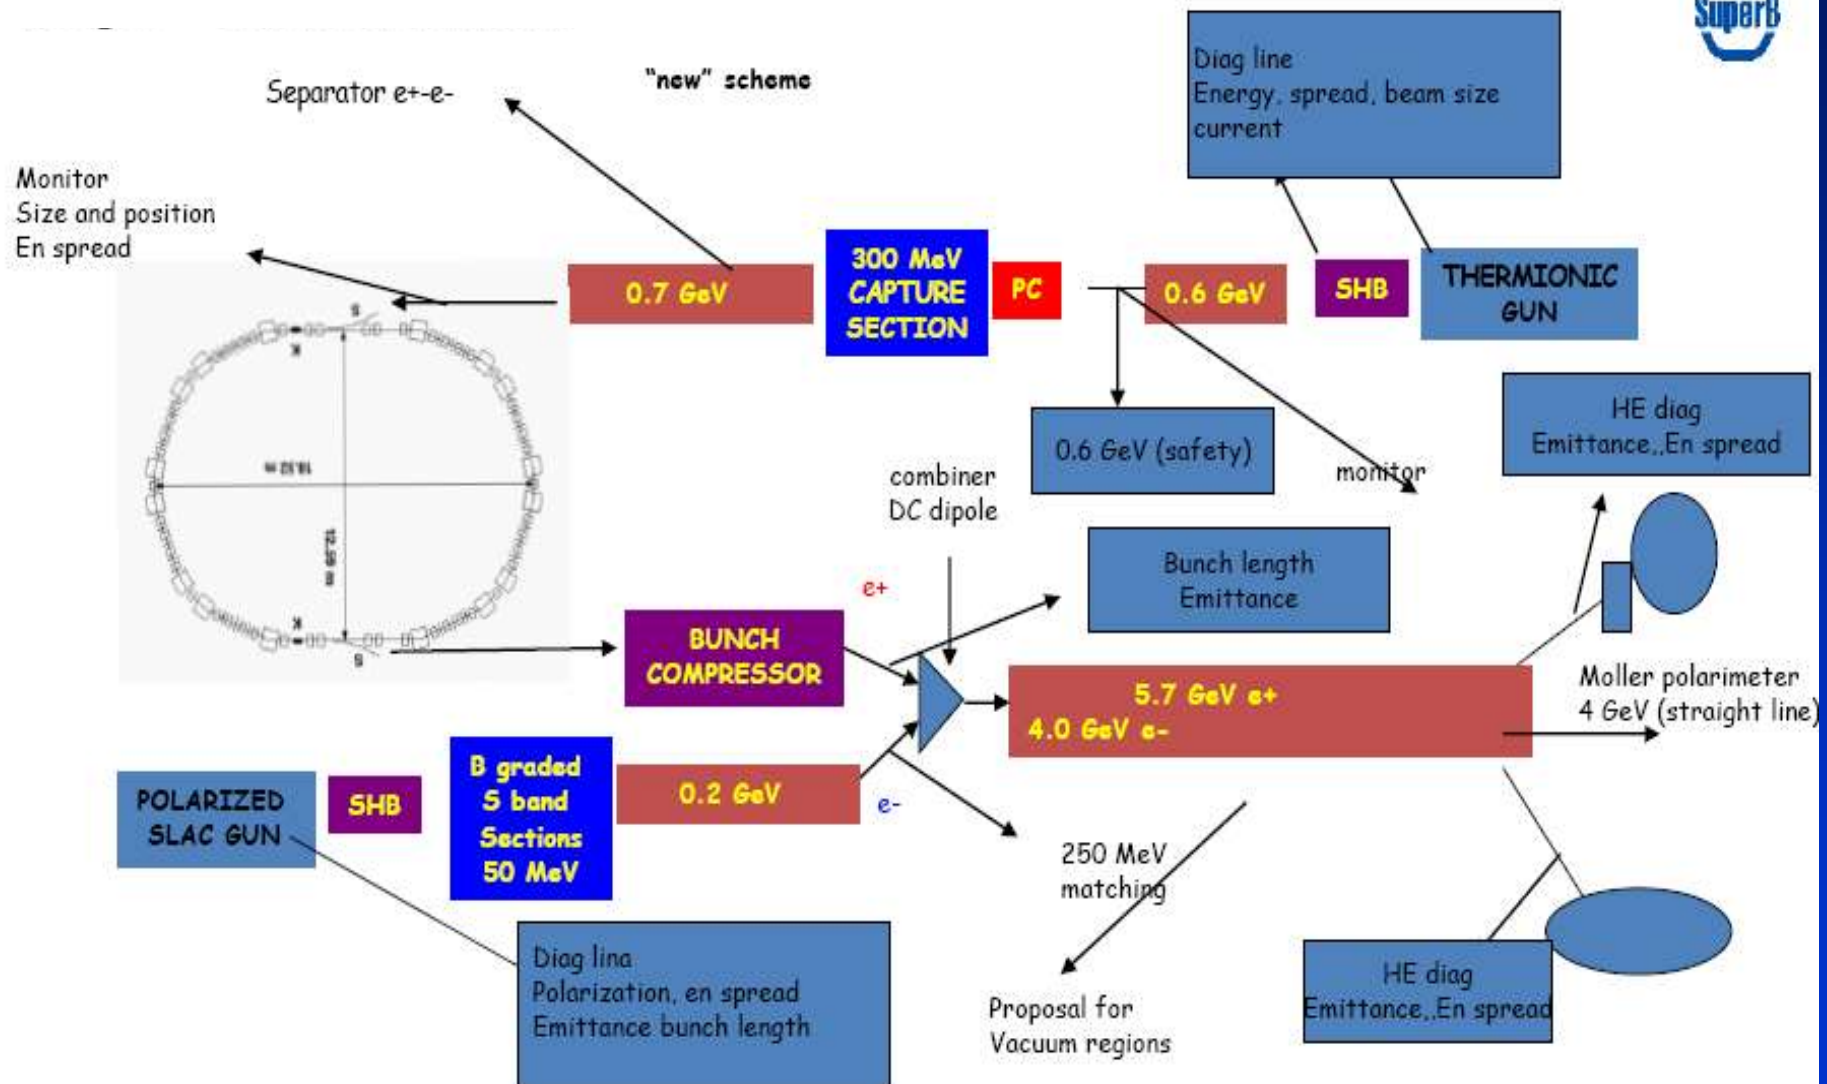 SuperB
"new" scheme
Separator e+-e-
Diag line
Energy, spread, beam size
current
Monitor
Size and position
En spread
0.7 GeV
300 MeV
CAPTURE
SECTION
PC
0.6 GeV
SHB
THERMIONIC
GUN
S
K
18.52 m
12.59 m
K
S
0.6 GeV (safety)
monitor
HE diag
Emittance,,En spread
combiner
DC dipole
Bunch length
Emittance
e+
BUNCH
COMPRESSOR
5.7 GeV e+
4.0 GeV e-
Moller polarimeter
4 GeV (straight line)
POLARIZED
SLAC GUN
SHB
B graded
S band
Sections
50 MeV
0.2 GeV
e-
250 MeV
matching
Diag lina
Polarization, en spread
Emittance bunch length
Proposal for
Vacuum regions
HE diag
Emittance,,En spread